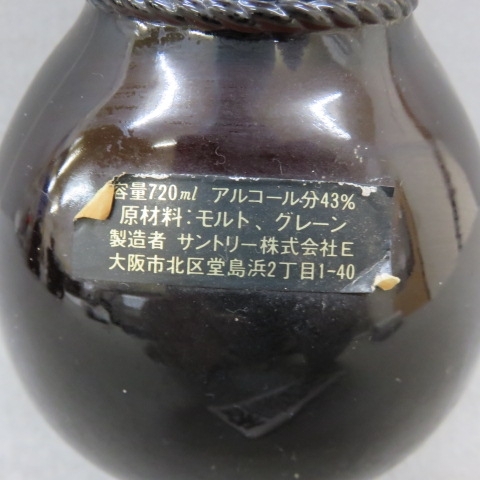 容量720ml アルコール分43%
原材料:モルト、グレーン
製造者 サントリー株式会社E
大阪市北区堂島浜2丁目1-40